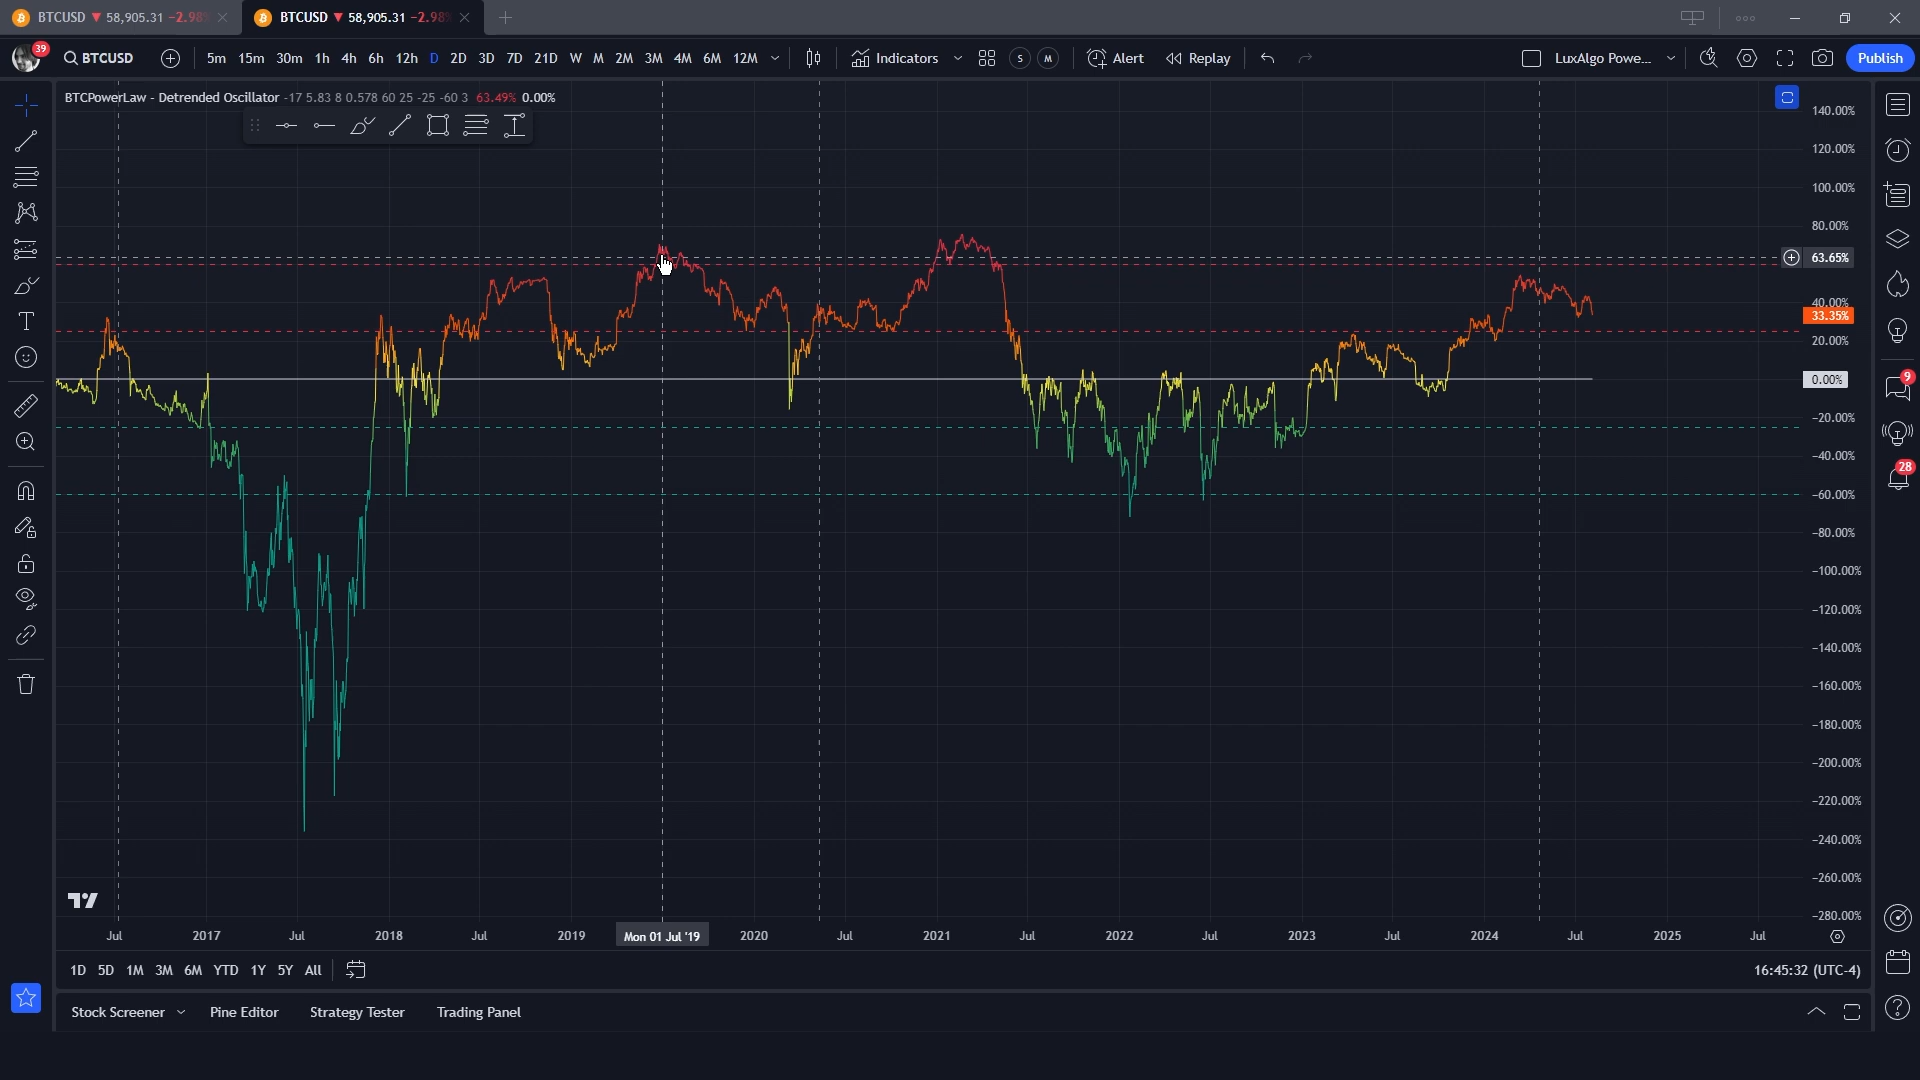 BTCUSD ▼ 58,905.31 −2.98%
BTCUSD ▼ 58,905.31 −2.98%
39
BTCUSD
5m 15m 30m 1h 4h 6h 12h D 2D 3D 7D 21D W M 2M 3M 4M 6M 12M
Indicators
S
M
Alert
Replay
LuxAlgo Powe...
Publish
BTCPowerLaw - Detrended Oscillator -17 5.83 8 0.578 60 25 -25 -60 3 63.49% 0.00%
140.00%
120.00%
100.00%
80.00%
63.65%
40.00%
33.35%
20.00%
0.00%
−20.00%
−40.00%
−60.00%
−80.00%
−100.00%
−120.00%
−140.00%
−160.00%
−180.00%
−200.00%
−220.00%
−240.00%
−260.00%
−280.00%
9
28
Jul 2017 Jul 2018 Jul 2019 Mon 01 Jul '19 2020 Jul 2021 Jul 2022 Jul 2023 Jul 2024 Jul 2025 Jul
1D 5D 1M 3M 6M YTD 1Y 5Y All
16:45:32 (UTC-4)
Stock Screener Pine Editor Strategy Tester Trading Panel